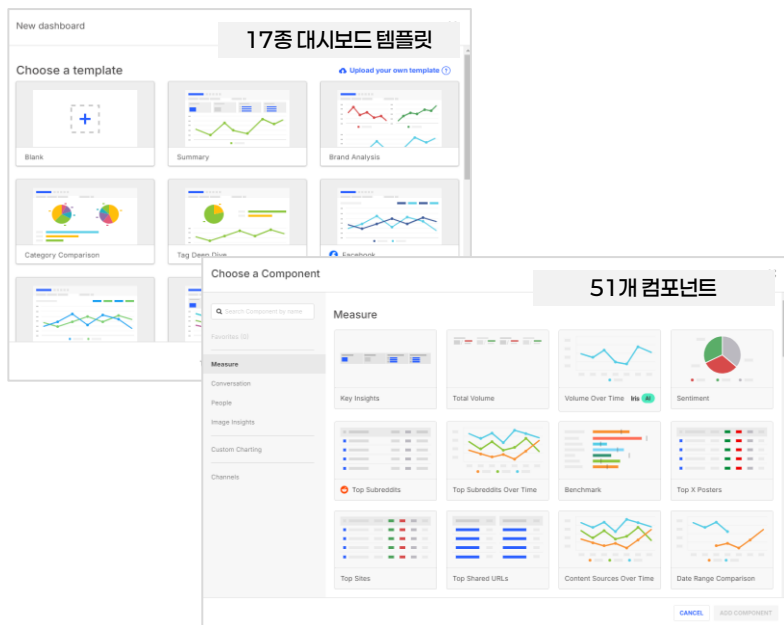 New dashboard
17종 대시보드 템플릿
Choose a template
Upload your own template ?
Blank
Summary
Brand Analysis
Category Comparison
Tag Deep Dive
Facebook
Choose a Component
51개 컴포넌트
Search Component by name
Favorites (0)
Measure
Conversation
People
Image Insights
Custom Charting
Channels
Measure
Key Insights
Total Volume
Volume Over Time Iris AI
Sentiment
Top Subreddits
Top Subreddits Over Time
Benchmark
Top X Posters
Top Sites
Top Shared URLs
Content Sources Over Time
Date Range Comparison
CANCEL
ADD COMPONENT